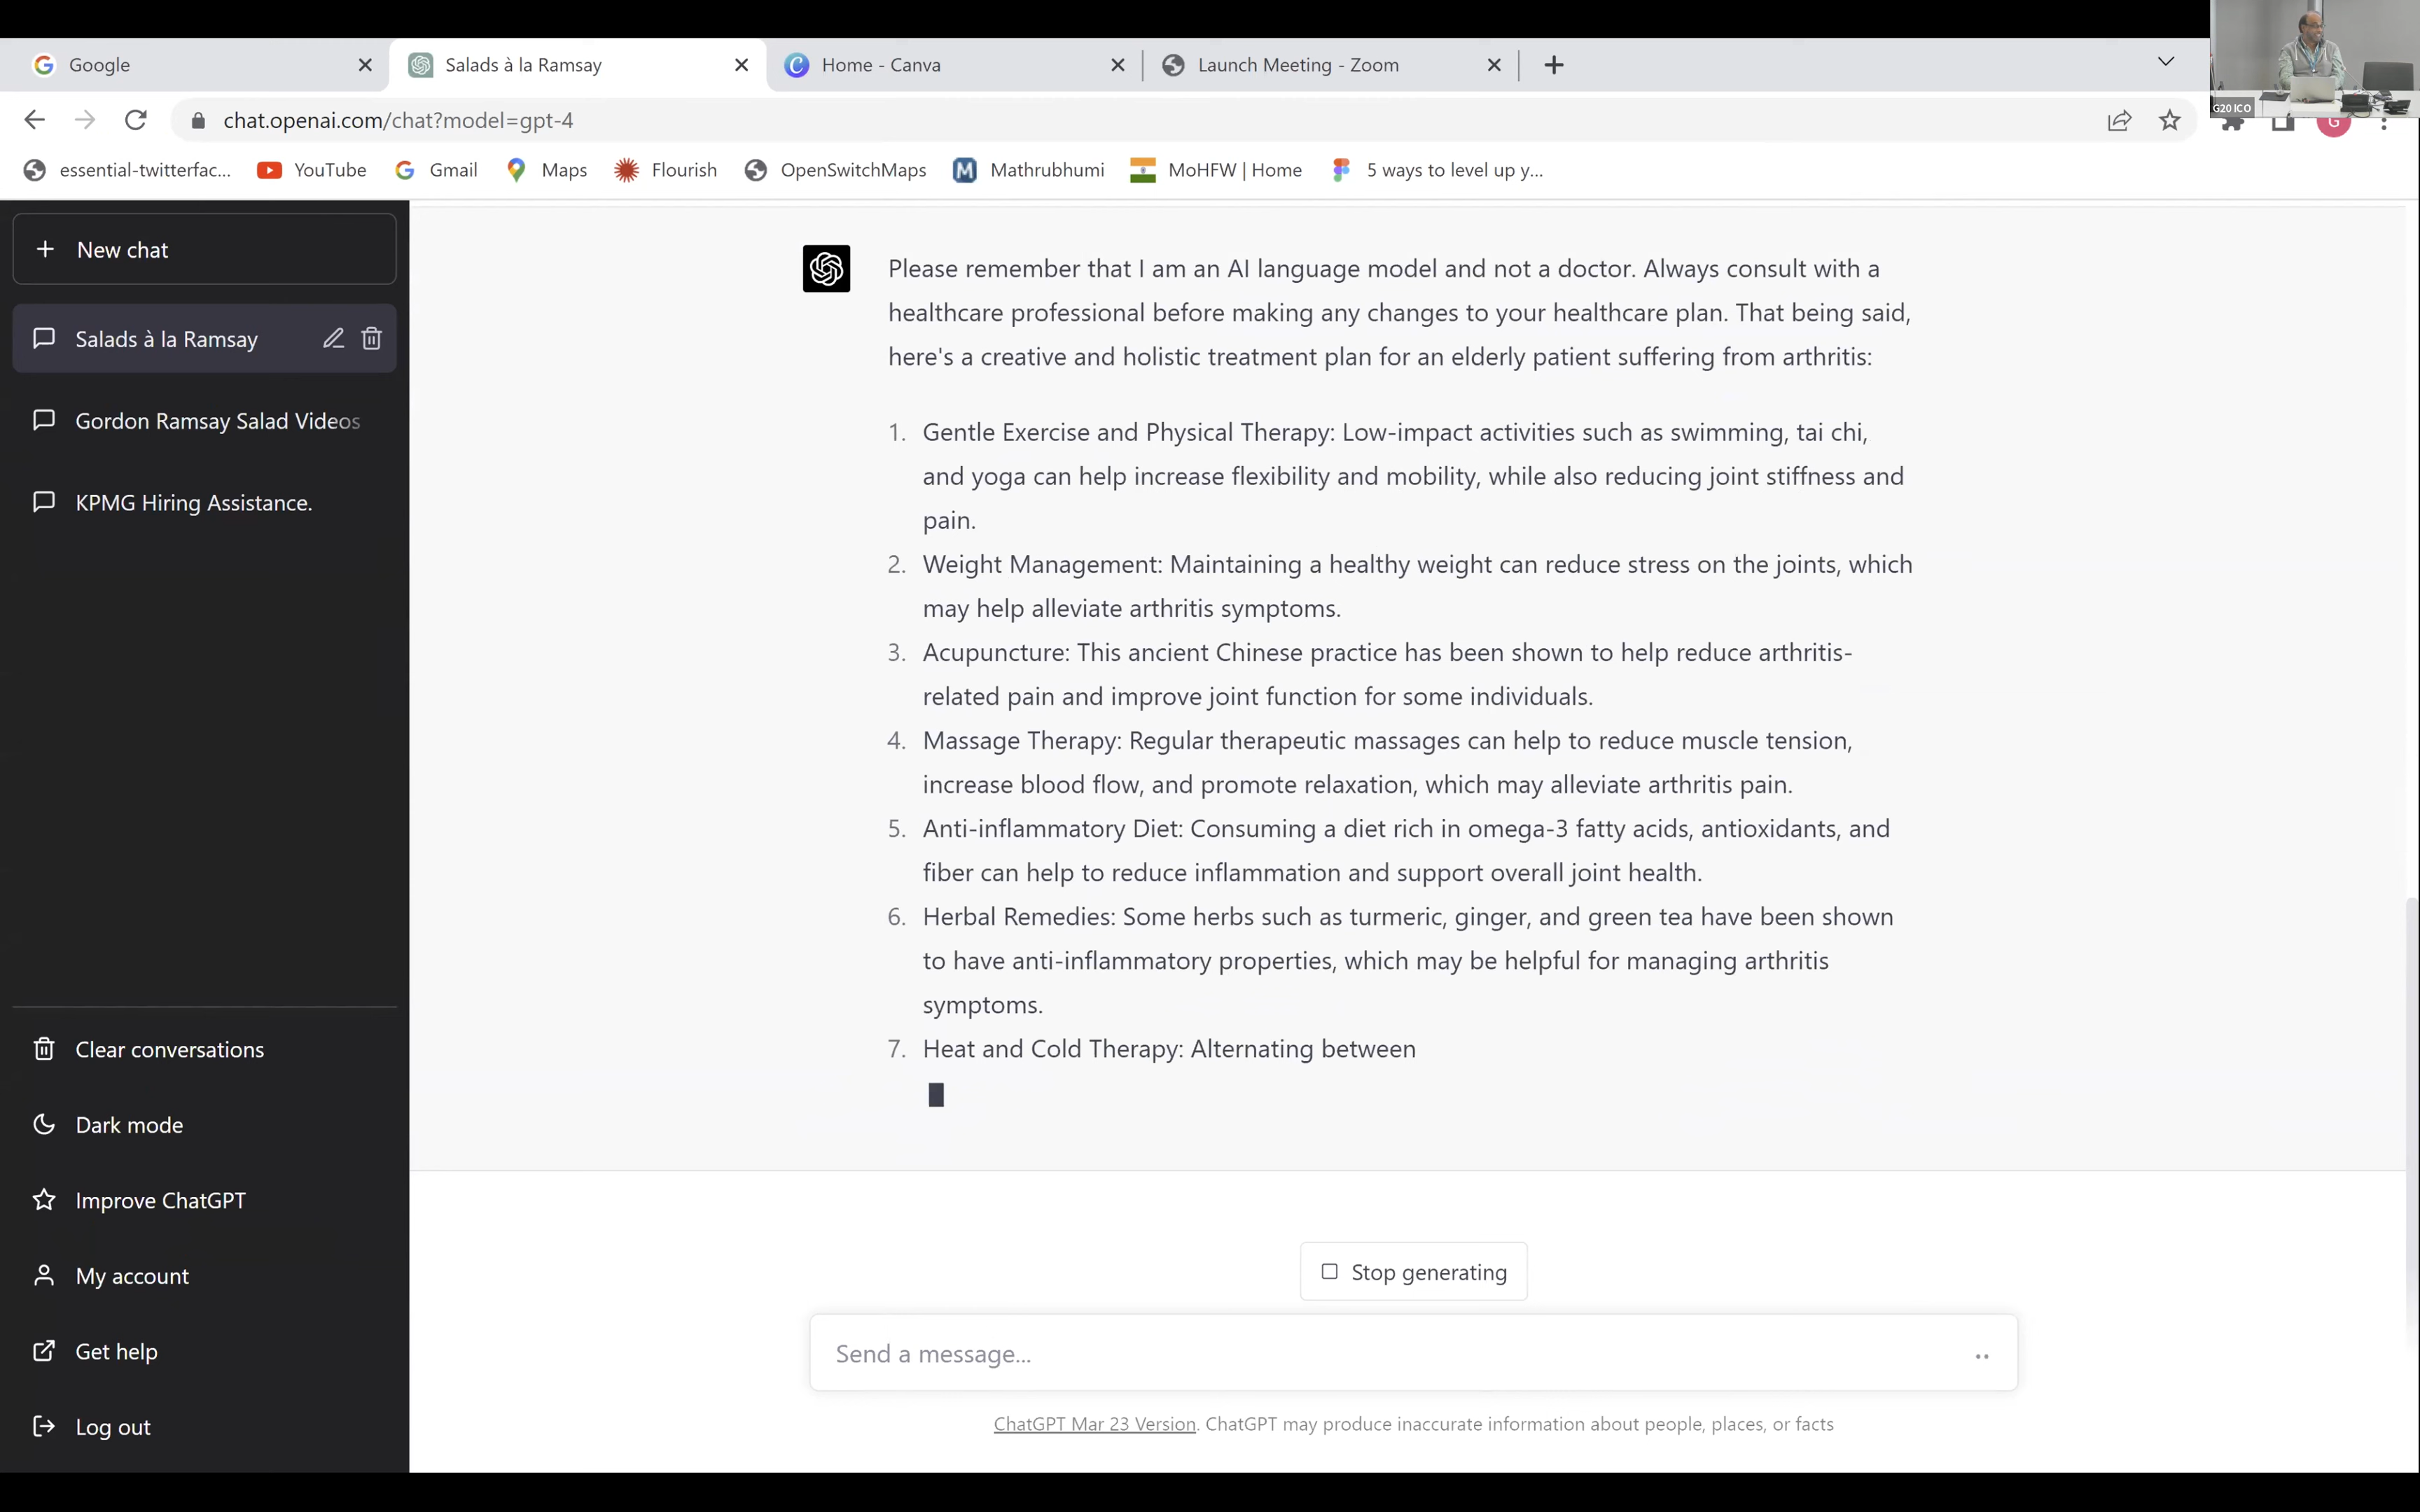 Google
Salads à la Ramsay
Home - Canva
Launch Meeting - Zoom
G20 ICO
chat.openai.com/chat?model=gpt-4
G
essential-twitterfac...
YouTube
Gmail
Maps
Flourish
OpenSwitchMaps
Mathrubhumi
MoHFW | Home
5 ways to level up y...
New chat
Salads à la Ramsay
Gordon Ramsay Salad Videos
KPMG Hiring Assistance.
Clear conversations
Dark mode
Improve ChatGPT
My account
Get help
Log out
Please remember that I am an AI language model and not a doctor. Always consult with a
healthcare professional before making any changes to your healthcare plan. That being said,
here's a creative and holistic treatment plan for an elderly patient suffering from arthritis:
1. Gentle Exercise and Physical Therapy: Low-impact activities such as swimming, tai chi,
and yoga can help increase flexibility and mobility, while also reducing joint stiffness and
pain.
2. Weight Management: Maintaining a healthy weight can reduce stress on the joints, which
may help alleviate arthritis symptoms.
3. Acupuncture: This ancient Chinese practice has been shown to help reduce arthritis-
related pain and improve joint function for some individuals.
4. Massage Therapy: Regular therapeutic massages can help to reduce muscle tension,
increase blood flow, and promote relaxation, which may alleviate arthritis pain.
5. Anti-inflammatory Diet: Consuming a diet rich in omega-3 fatty acids, antioxidants, and
fiber can help to reduce inflammation and support overall joint health.
6. Herbal Remedies: Some herbs such as turmeric, ginger, and green tea have been shown
to have anti-inflammatory properties, which may be helpful for managing arthritis
symptoms.
7. Heat and Cold Therapy: Alternating between
Stop generating
Send a message...
ChatGPT Mar 23 Version. ChatGPT may produce inaccurate information about people, places, or facts